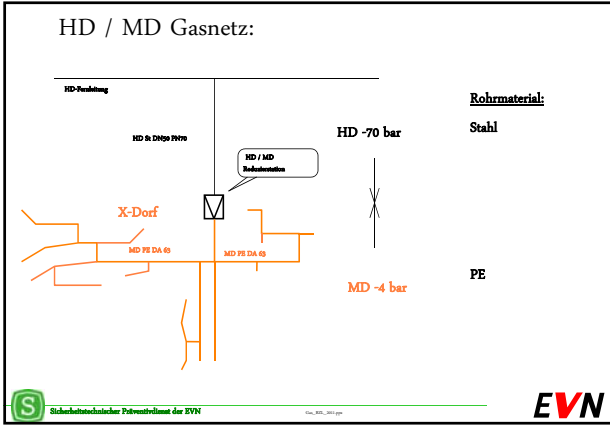 HD / MD Gasnetz:
HD-Fernleitung
Rohrmaterial:
HD St DN50 PN70
HD -70 bar
Stahl
HD / MD
Reduzierstation
X-Dorf
MD PE DA 63
MD PE DA 63
MD -4 bar
PE
S
Sicherheitstechnischer Präventivdienst der EVN
EVN